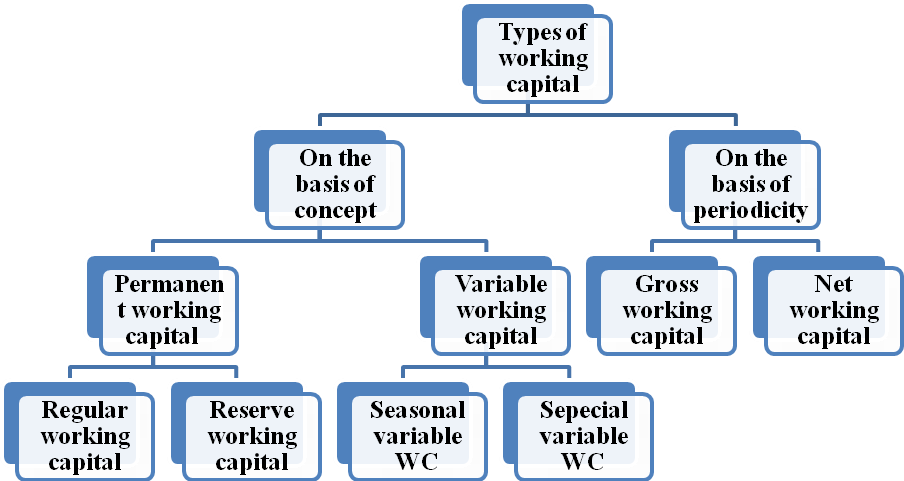 Types of
working
capital
On the
basis of
concept
On the
basis of
periodicity
Permanen
t working
capital
Variable
working
capital
Gross
working
capital
Net
working
capital
Regular
working
capital
Reserve
working
capital
Seasonal
variable
WC
Sepecial
variable
WC